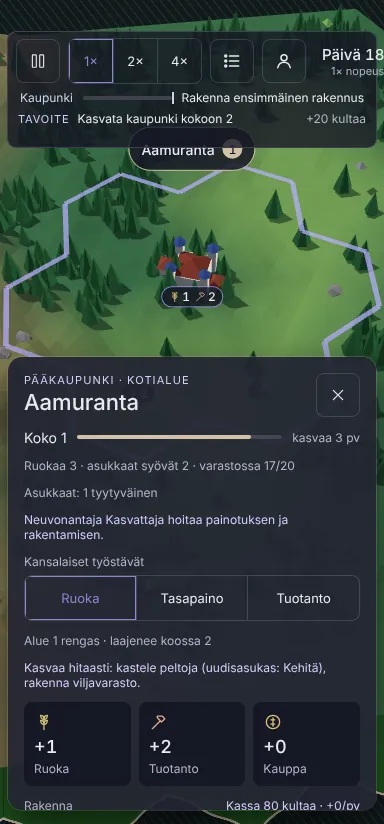 1× 2× 4× Päivä 18
1× nopeus
Kaupunki Rakenna ensimmäinen rakennus
TAVOITE Kasvata kaupunki kokoon 2 +20 kultaa
Aamuranta 1
1 2
PÄÄKAUPUNKI · KOTIALUE
Aamuranta
Koko 1 kasvaa 3 pv
Ruokaa 3 · asukkaat syövät 2 · varastossa 17/20
Asukkaat: 1 tyytyväinen
Neuvonantaja Kasvattaja hoitaa painotuksen ja
rakentamisen.
Kansalaiset työstävät
Ruoka Tasapaino Tuotanto
Alue 1 rengas · laajenee koossa 2
Kasvaa hitaasti: kastele peltoja (uudisasukas: Kehitä),
rakenna viljavarasto.
+1 +2 +0
Ruoka Tuotanto Kauppa
Rakenna Kassa 80 kultaa · +0/pv